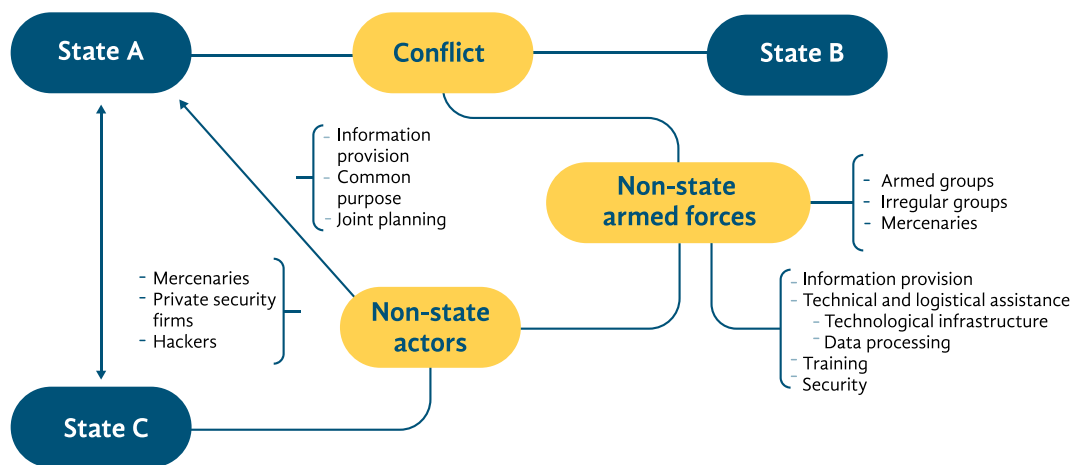 State A
Conflict
State B
- Information
provision
- Common
purpose
- Joint planning
Non-state
armed forces
- Armed groups
- Irregular groups
- Mercenaries
- Mercenaries
- Private security
firms
- Hackers
Non-state
actors
- Information provision
- Technical and logistical assistance
- Technological infrastructure
- Data processing
- Training
- Security
State C